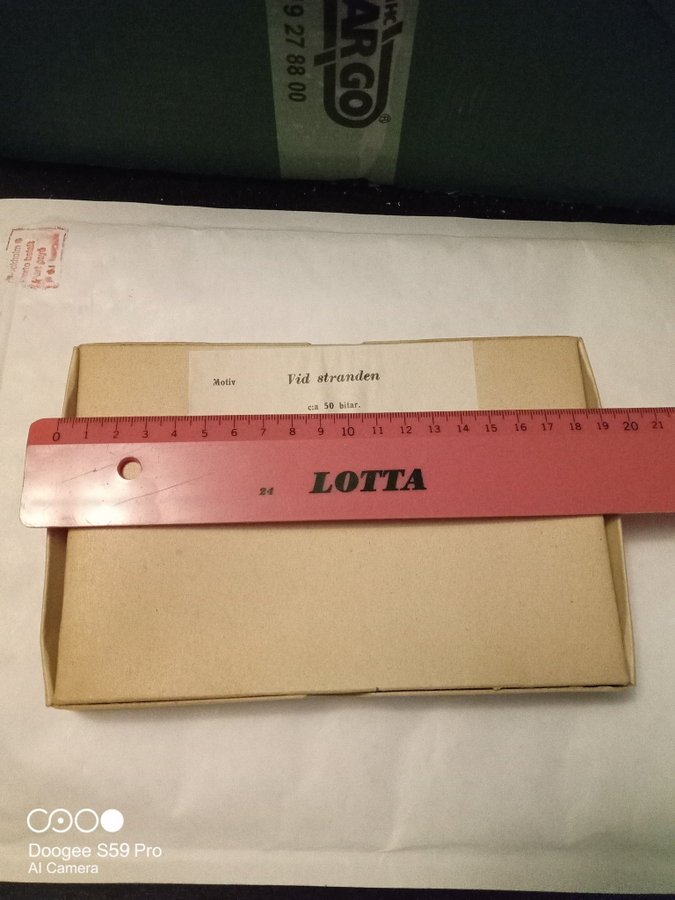 ARGO
9 27 88 00
Motiv Vid stranden
c:a 50 bitar.
0 1 2 3 4 5 6 7 8 9 10 11 12 13 14 15 16 17 18 19 20 21
24 LOTTA
Doogee S59 Pro
AI Camera